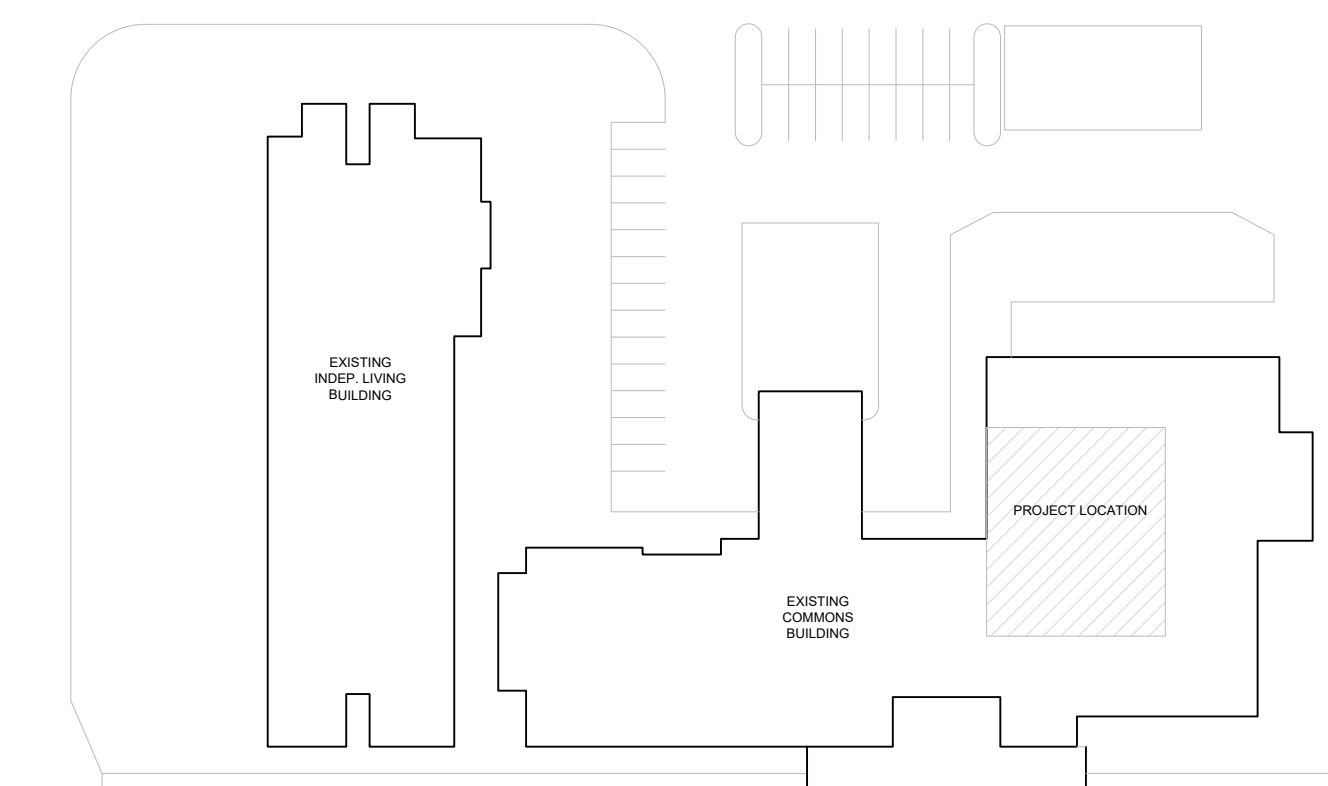 EXISTING
INDEP. LIVING
BUILDING
PROJECT LOCATION
EXISTING
COMMONS
BUILDING